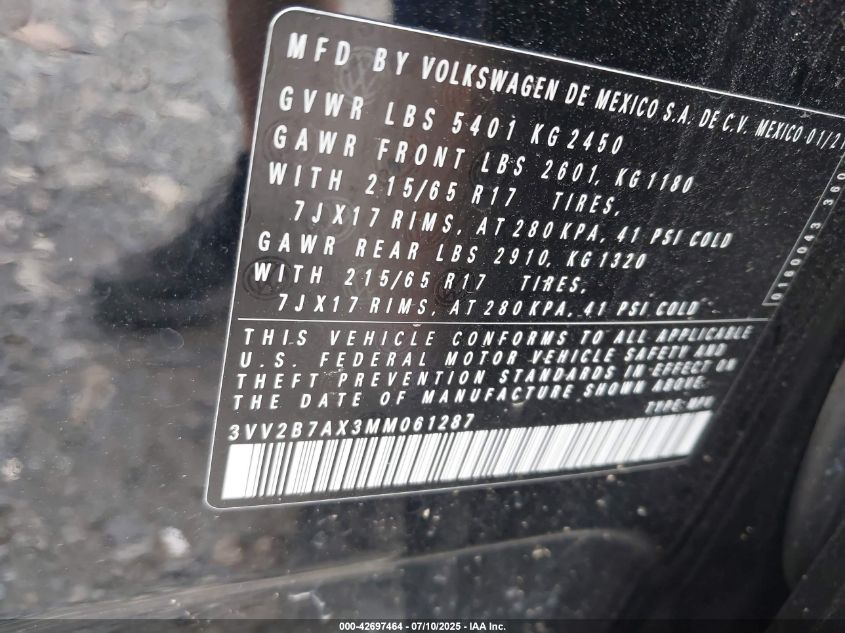 MFD BY VOLKSWAGEN DE MEXICO S.A. DE C.V. MEXICO 01/21
GVWR LBS 5401 KG 2450
GAWR FRONT LBS 2601, KG 1180
WITH 215/65 R17 TIRES,
7JX17 RIMS, AT 280 KPA, 41 PSI COLD
GAWR REAR LBS 2910, KG 1320
WITH 215/65 R17 TIRES,
7JX17 RIMS, AT 280 KPA, 41 PSI COLD
0180043 360
THIS VEHICLE CONFORMS TO ALL APPLICABLE
U.S. FEDERAL MOTOR VEHICLE SAFETY AND
THEFT PREVENTION STANDARDS IN EFFECT ON
THE DATE OF MANUFACTURE SHOWN ABOVE.
TYPE:MPV
3VV2B7AX3MM061287
000-42697464 - 07/10/2025 - IAA Inc.